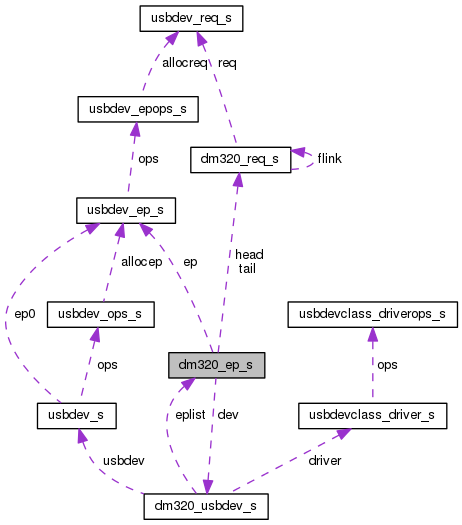 usbdev_req_s
allocreq
req
usbdev_epops_s
ops
dm320_req_s
flink
usbdev_ep_s
allocep
ep
head
tail
ep0
usbdev_ops_s
usbdevclass_driverops_s
ops
dm320_ep_s
ops
usbdev_s
eplist
dev
usbdevclass_driver_s
usbdev
driver
dm320_usbdev_s